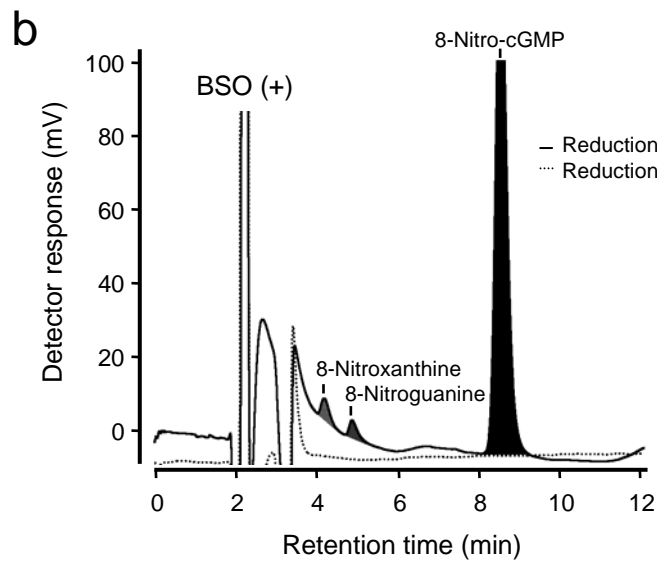 b
8-Nitro-cGMP
BSO (+)
— Reduction
···· Reduction
8-Nitroxanthine
8-Nitroguanine
Detector response (mV)
100
80
60
40
20
0
0 2 4 6 8 10 12
Retention time (min)